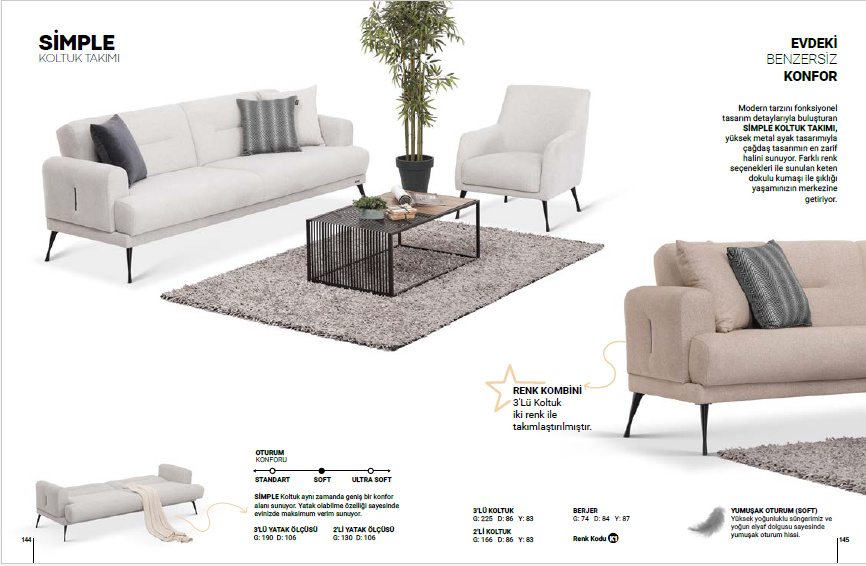 SİMPLE
KOLTUK TAKIMI
EVDEKİ
BENZERSİZ
KONFOR
Modern tarzını fonksiyonel
tasarım detaylarıyla buluşturan
SİMPLE KOLTUK TAKIMI,
yüksek metal ayak tasarımıyla
çağdaş tasarımın en zarif
halini sunuyor. Farklı renk
seçenekleri ile sunulan keten
dokulu kumaşı ile şıklığı
yaşamınızın merkezine
getiriyor.
RENK KOMBİNİ
3'Lü Koltuk
iki renk ile
takımlaştırılmıştır.
OTURUM
KONFORU
STANDART SOFT ULTRA SOFT
SİMPLE Koltuk aynı zamanda geniş bir konfor
alanı sunuyor. Yatak olabilme özelliği sayesinde
evinizde maksimum verim sunuyor.
3'LÜ YATAK ÖLÇÜSÜ
G: 190 D: 106
2'Lİ YATAK ÖLÇÜSÜ
G: 130 D: 106
3'LÜ KOLTUK
G: 225 D: 86 Y: 83
2'Lİ KOLTUK
G: 166 D: 86 Y: 83
BERJER
G: 74 D: 84 Y: 87
Renk Kodu K1
YUMUŞAK OTURUM (SOFT)
Yüksek yoğunluklu süngerimiz ve
yoğun elyaf dolgusu sayesinde
yumuşak oturum hissi.
144
145